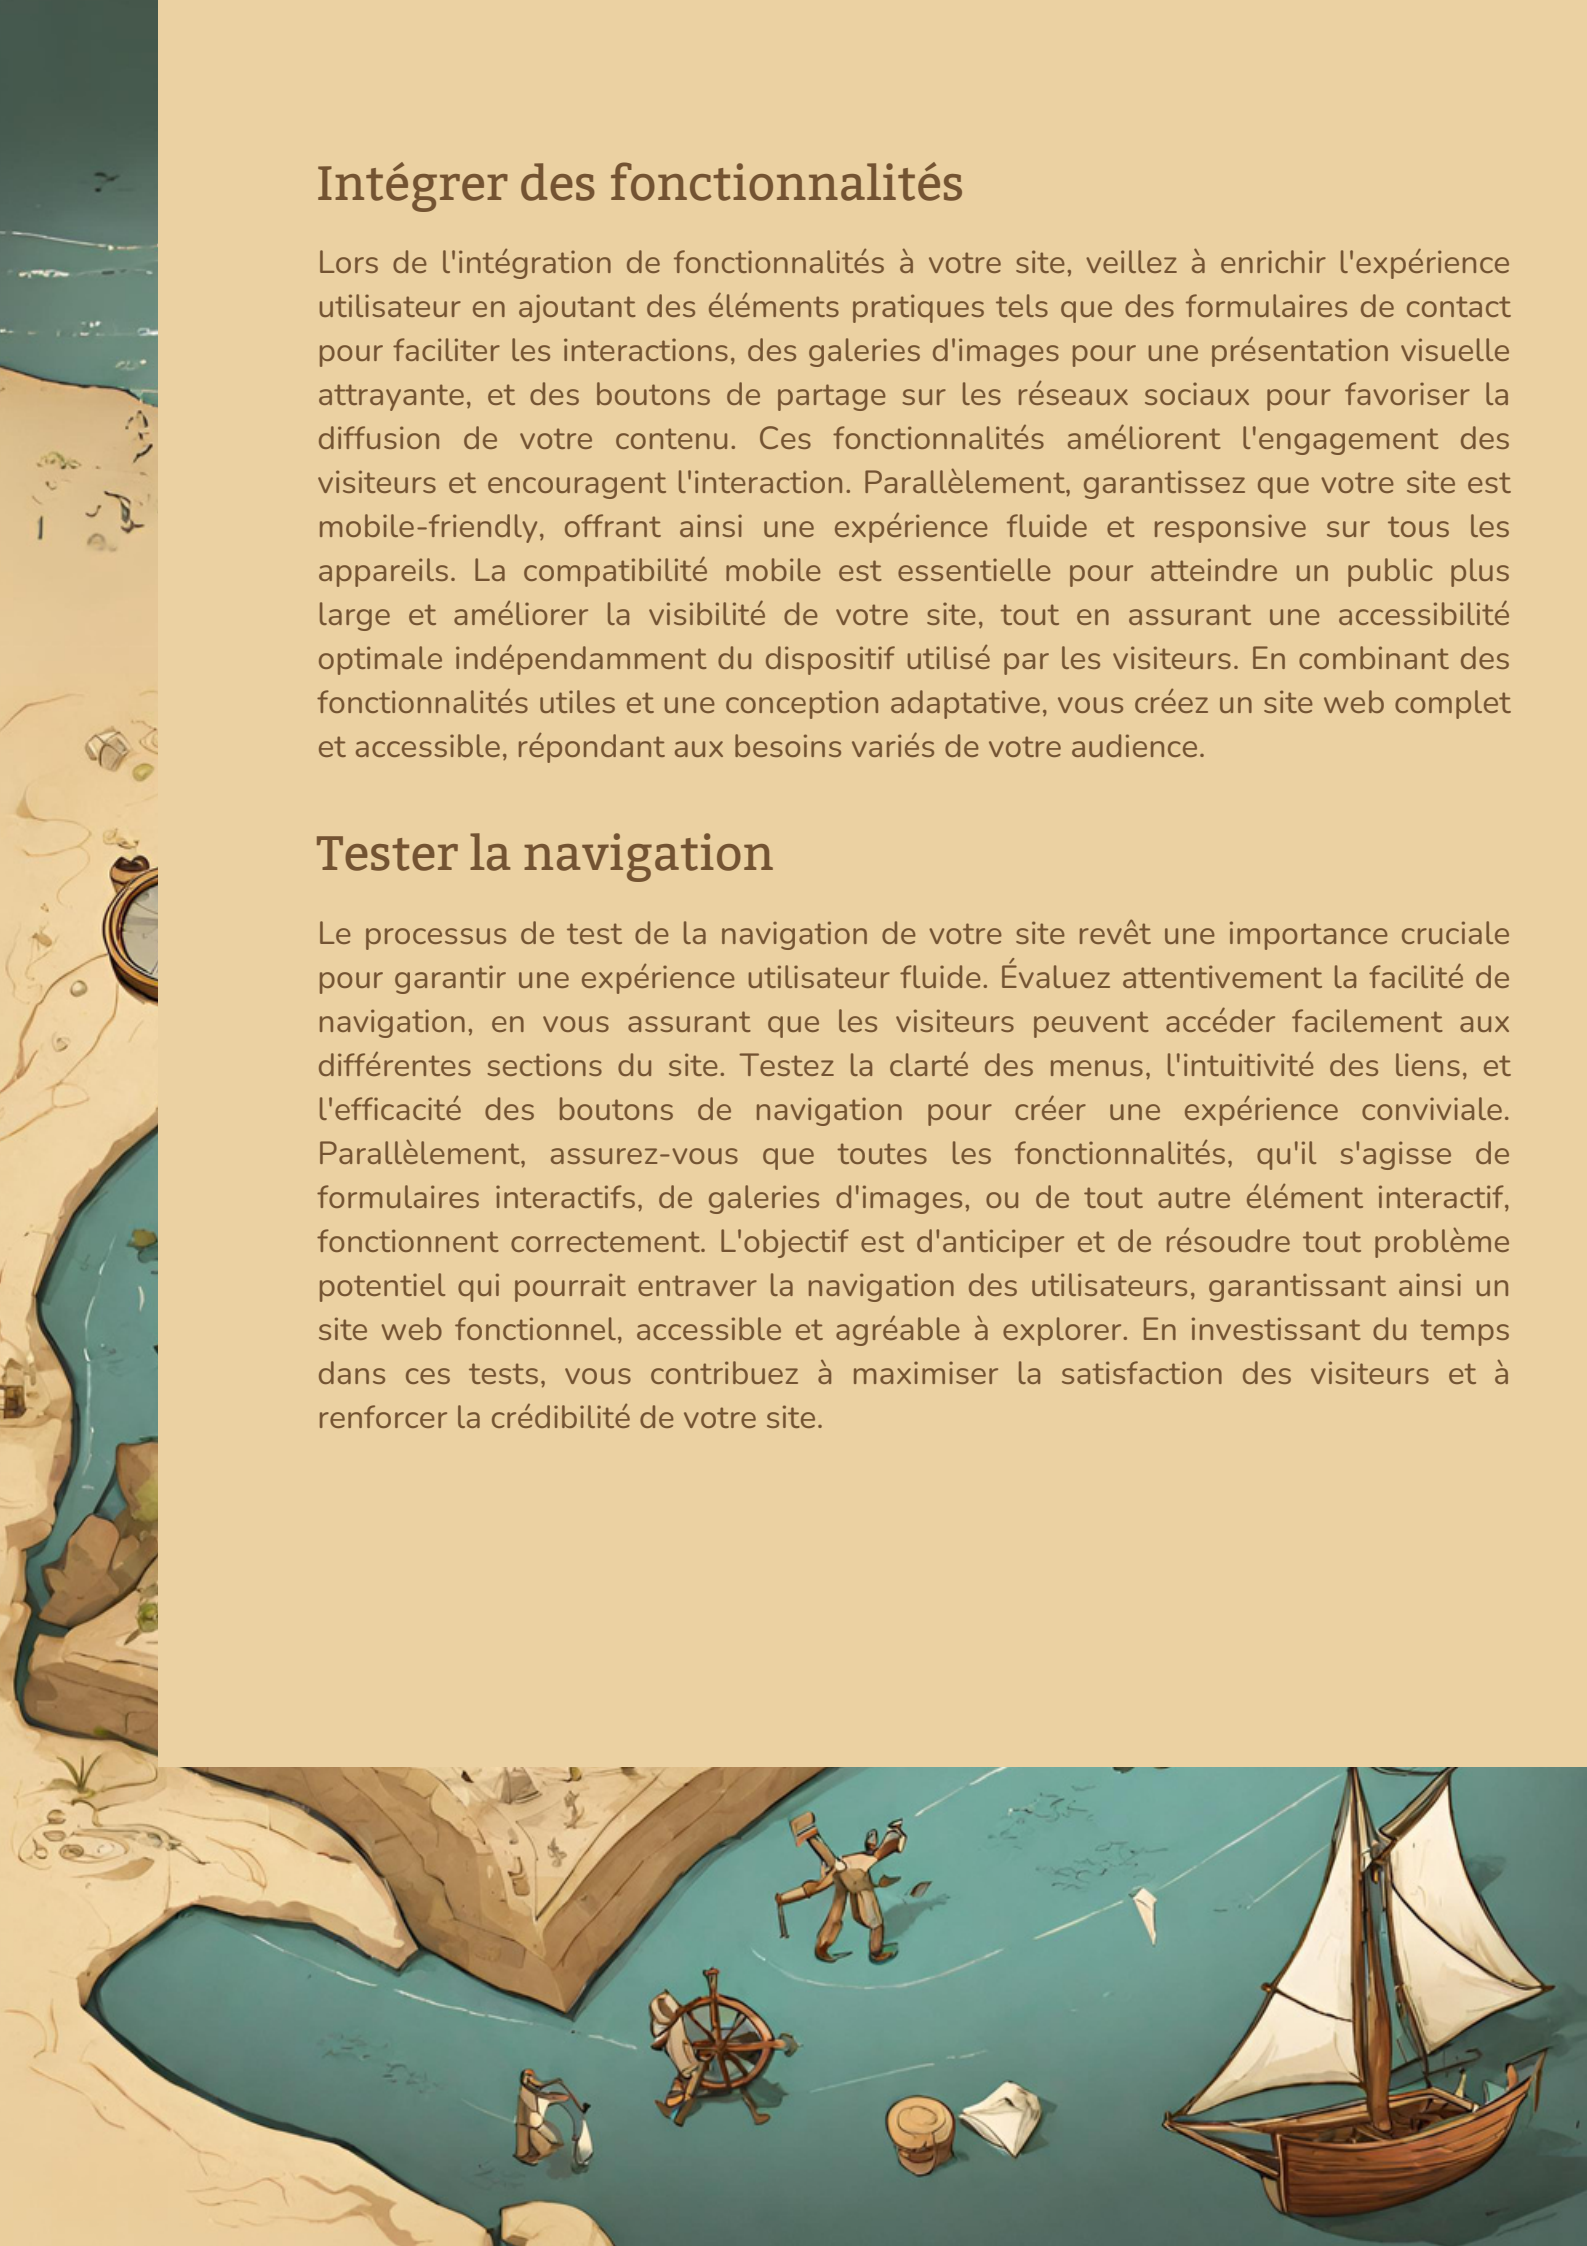 Intégrer des fonctionnalités
Lors de l'intégration de fonctionnalités à votre site, veillez à enrichir l'expérience
utilisateur en ajoutant des éléments pratiques tels que des formulaires de contact
pour faciliter les interactions, des galeries d'images pour une présentation visuelle
attrayante, et des boutons de partage sur les réseaux sociaux pour favoriser la
diffusion de votre contenu. Ces fonctionnalités améliorent l'engagement des
visiteurs et encouragent l'interaction. Parallèlement, garantissez que votre site est
mobile-friendly, offrant ainsi une expérience fluide et responsive sur tous les
appareils. La compatibilité mobile est essentielle pour atteindre un public plus
large et améliorer la visibilité de votre site, tout en assurant une accessibilité
optimale indépendamment du dispositif utilisé par les visiteurs. En combinant des
fonctionnalités utiles et une conception adaptative, vous créez un site web complet
et accessible, répondant aux besoins variés de votre audience.
Tester la navigation
Le processus de test de la navigation de votre site revêt une importance cruciale
pour garantir une expérience utilisateur fluide. Évaluez attentivement la facilité de
navigation, en vous assurant que les visiteurs peuvent accéder facilement aux
différentes sections du site. Testez la clarté des menus, l'intuitivité des liens, et
l'efficacité des boutons de navigation pour créer une expérience conviviale.
Parallèlement, assurez-vous que toutes les fonctionnalités, qu'il s'agisse de
formulaires interactifs, de galeries d'images, ou de tout autre élément interactif,
fonctionnent correctement. L'objectif est d'anticiper et de résoudre tout problème
potentiel qui pourrait entraver la navigation des utilisateurs, garantissant ainsi un
site web fonctionnel, accessible et agréable à explorer. En investissant du temps
dans ces tests, vous contribuez à maximiser la satisfaction des visiteurs et à
renforcer la crédibilité de votre site.